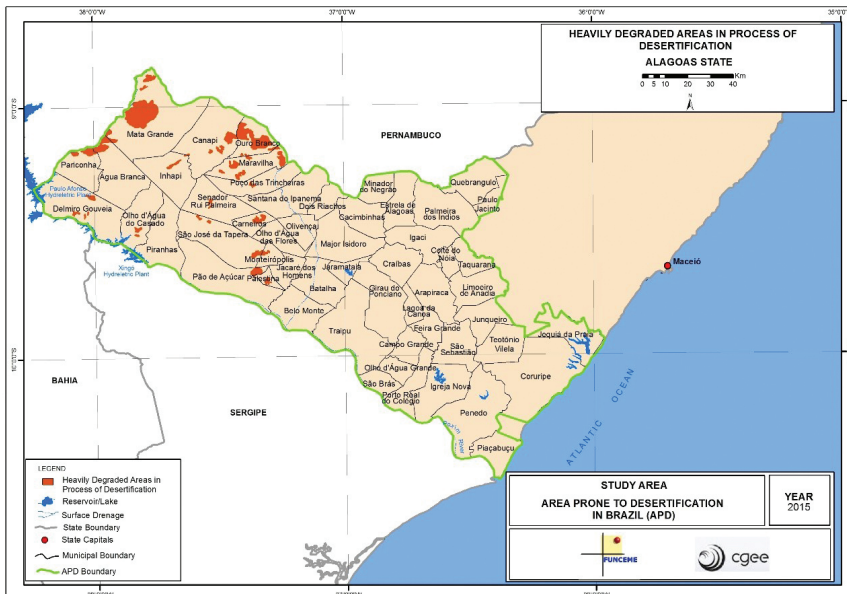 38°0'0"W
37°0'0"W
36°0'0"W
35°0'0"W
HEAVILY DEGRADED AREAS IN PROCESS OF
DESERTIFICATION
ALAGOAS STATE
0 5 10 20 30 40 Km
N
PERNAMBUCO
Mata Grande
Canapi
Ouro Branco
Pariconha
Maravilha
Inhapi
Água Branca
Poço das Trincheiras
Minador
do Negrão
Quebrangulo
Paulo Afonso
Hydreletric Plant
Delmiro Gouveia
Senador
Rui Palmeira
Santana do Ipanema
Dois Riachos
Cacimbinhas
Estrela de
Alagoas
Palmeira
dos Índios
Paulo
Jacinto
Olho d'Água
do Casado
Carneiros
Olivença
São José da Tapera
Olho d'Água
das Flores
Major Isidoro
Igaci
Piranhas
Coité do
Noia
Monteirópolis
Craíbas
Taquarana
Maceió
Xingó
Hydreletric Plant
Pão de Açúcar
Palestina
Jacaré dos
Homens
Jaramataia
Batalha
Girau do
Ponciano
Arapiraca
Limoeiro
de Anadia
Belo Monte
Lagoa da
Canoa
Junqueiro
Traipu
Feira Grande
Campo Grande
São
Sebastião
Teotônio
Vilela
Joquiá da Praia
Olho d'Água Grande
Coruripe
BAHIA
São Brás
Igreja Nova
Porto Real
do Colégio
SERGIPE
Penedo
River
Piaçabuçu
ATLANTIC OCEAN
LEGEND
Heavily Degraded Areas in
Process of Desertification
Reservoir/Lake
Surface Drenage
State Boundary
State Capitals
Municipal Boundary
APD Boundary
STUDY AREA
AREA PRONE TO DESERTIFICATION
IN BRAZIL (APD)
YEAR
2015
FUNCEME
cgee